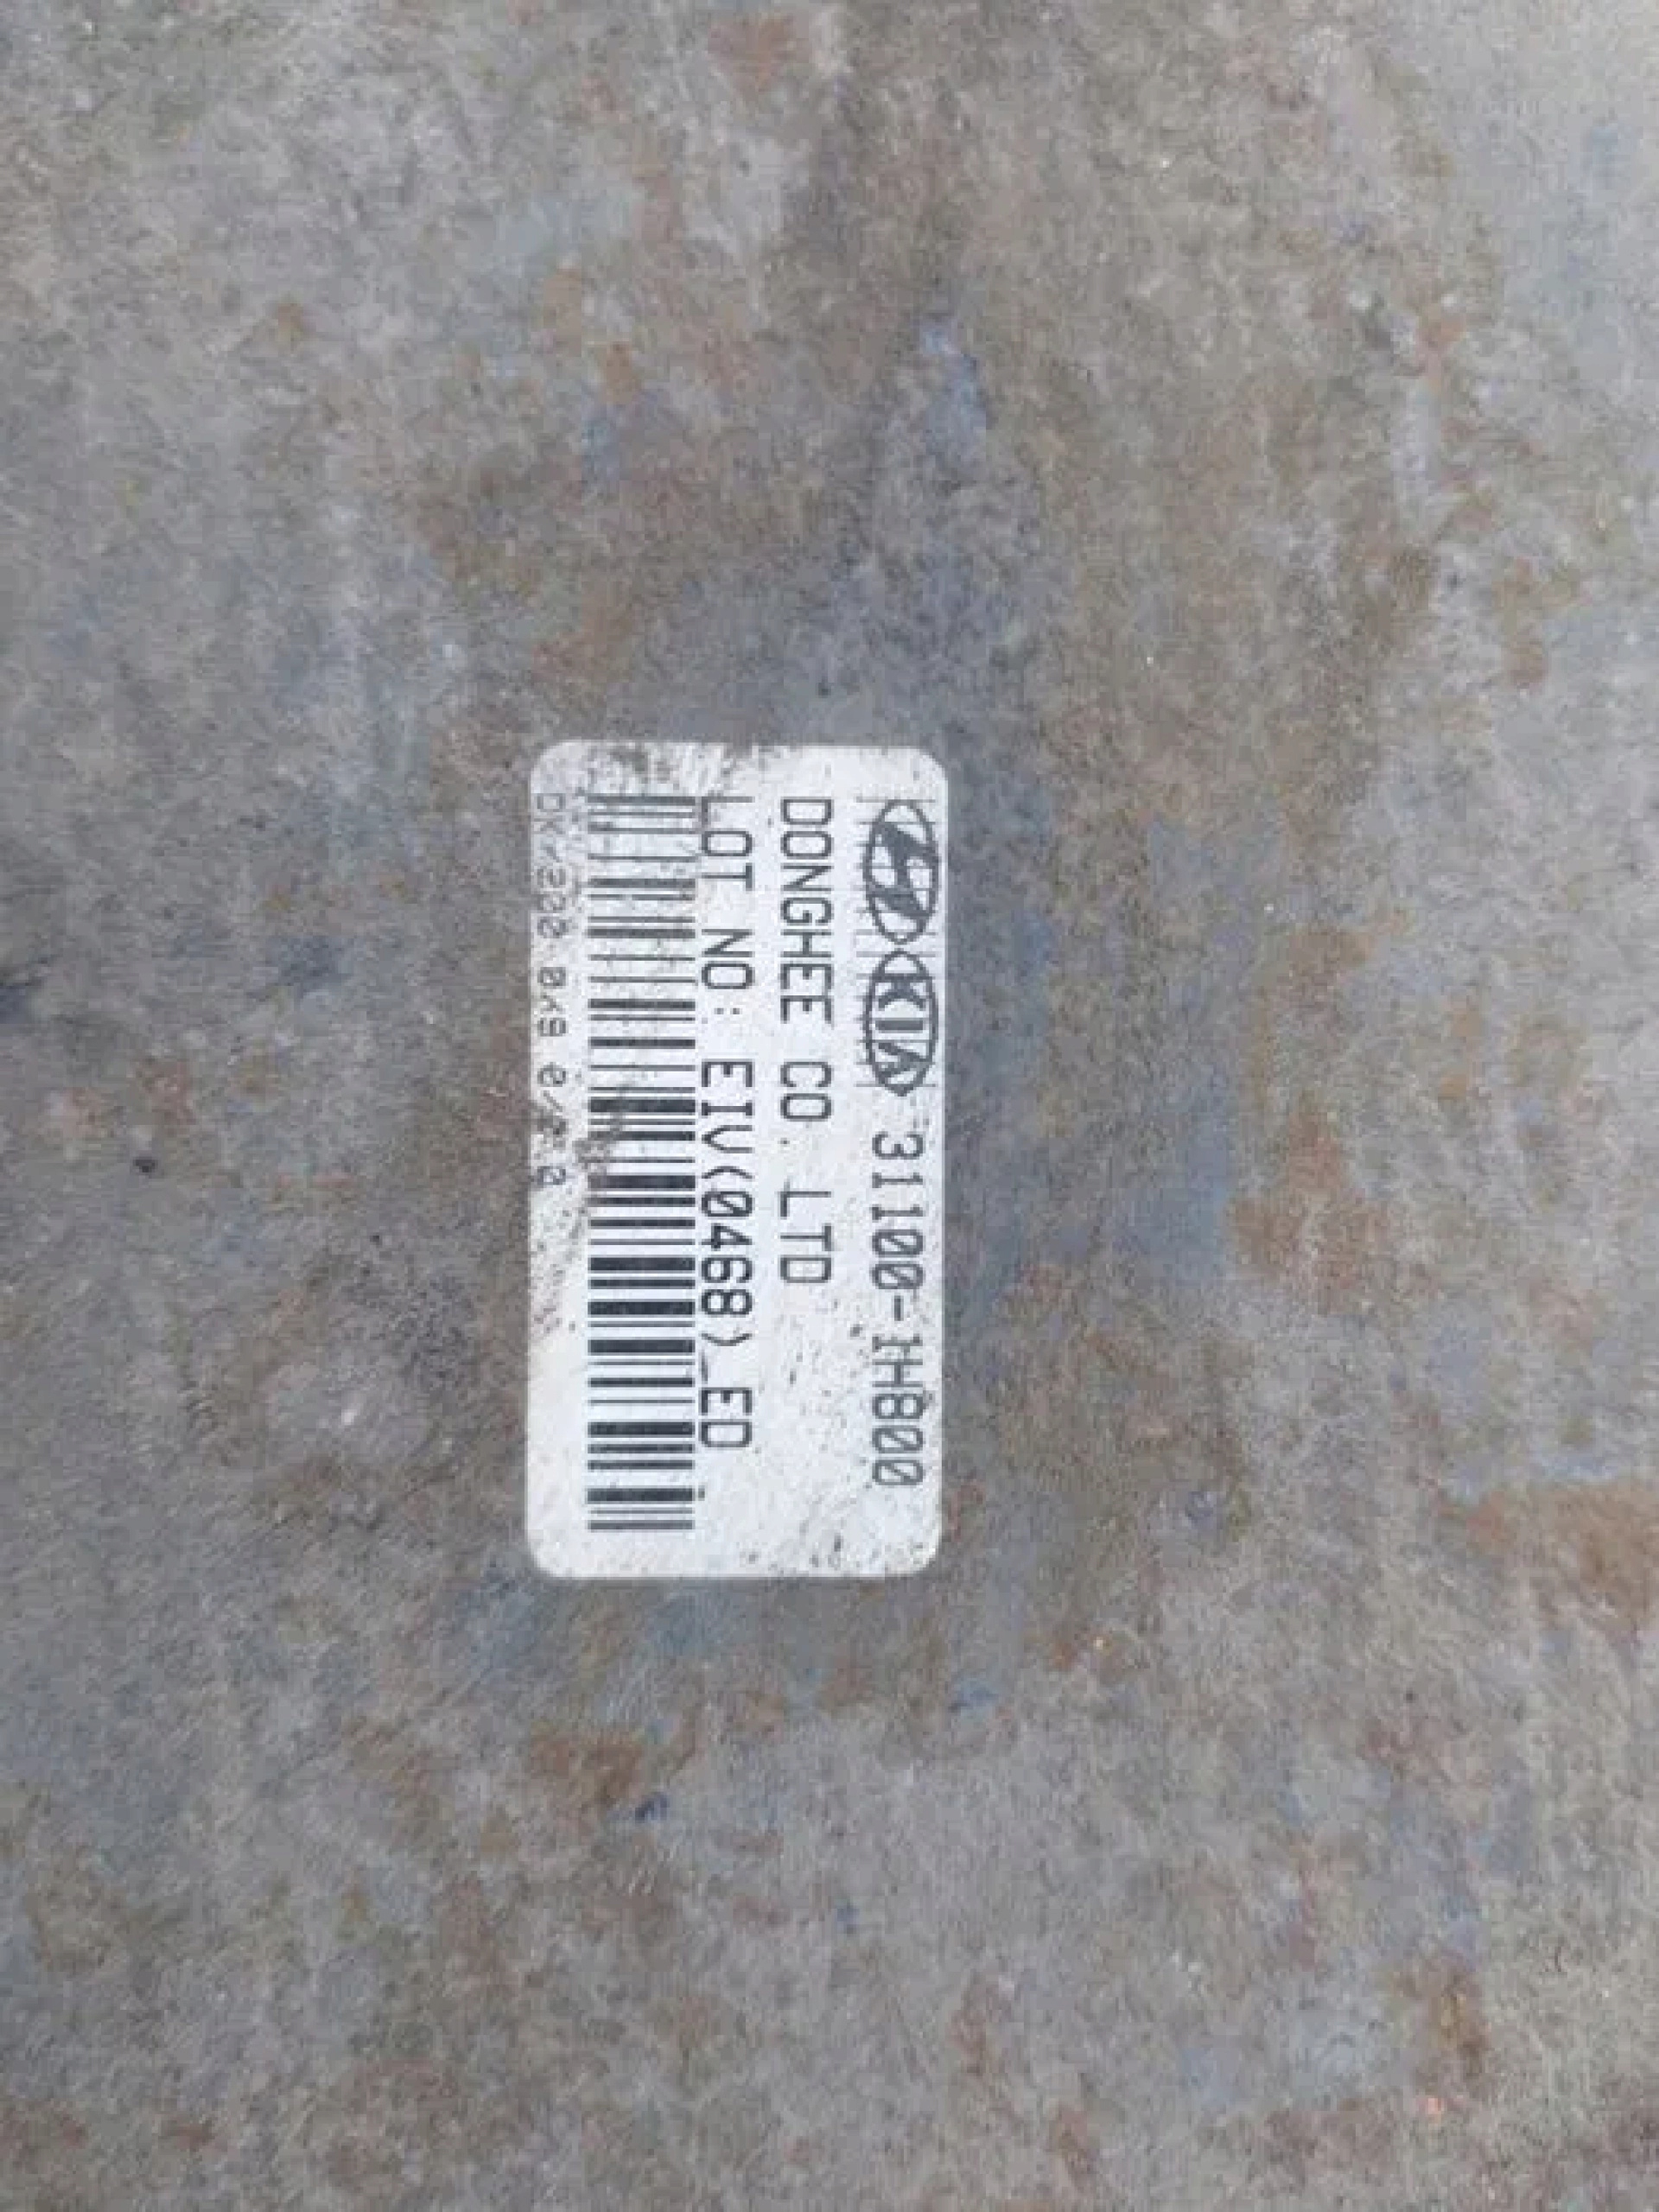 KIA 31100-1H800
DONGHEE CO. LTD
LOT NO: EIV(0468)_ED